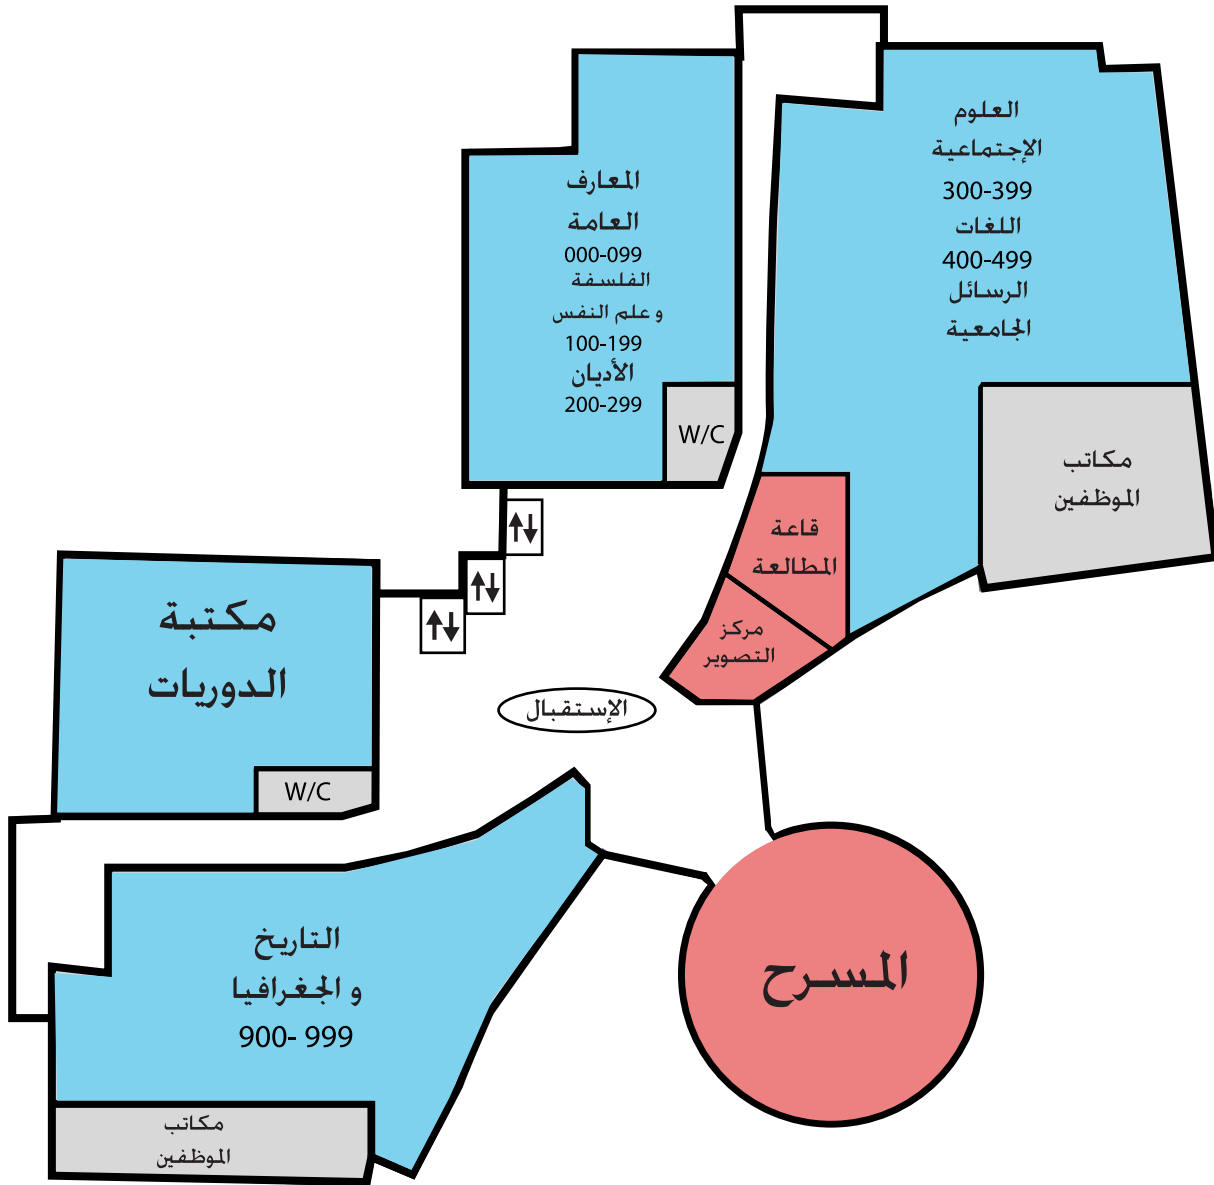 العلوم
الإجتماعية
300-399
اللغات
400-499
الرسائل
الجامعية
المعارف
العامة
000-099
الفلسفة
و علم النفس
100-199
الأديان
200-299
W/C
مكاتب
الموظفين
قاعة
المطالعة
مركز
التصوير
مكتبة
الدوريات
W/C
الإستقبال
التاريخ
و الجغرافيا
900- 999
المسرح
مكاتب
الموظفين